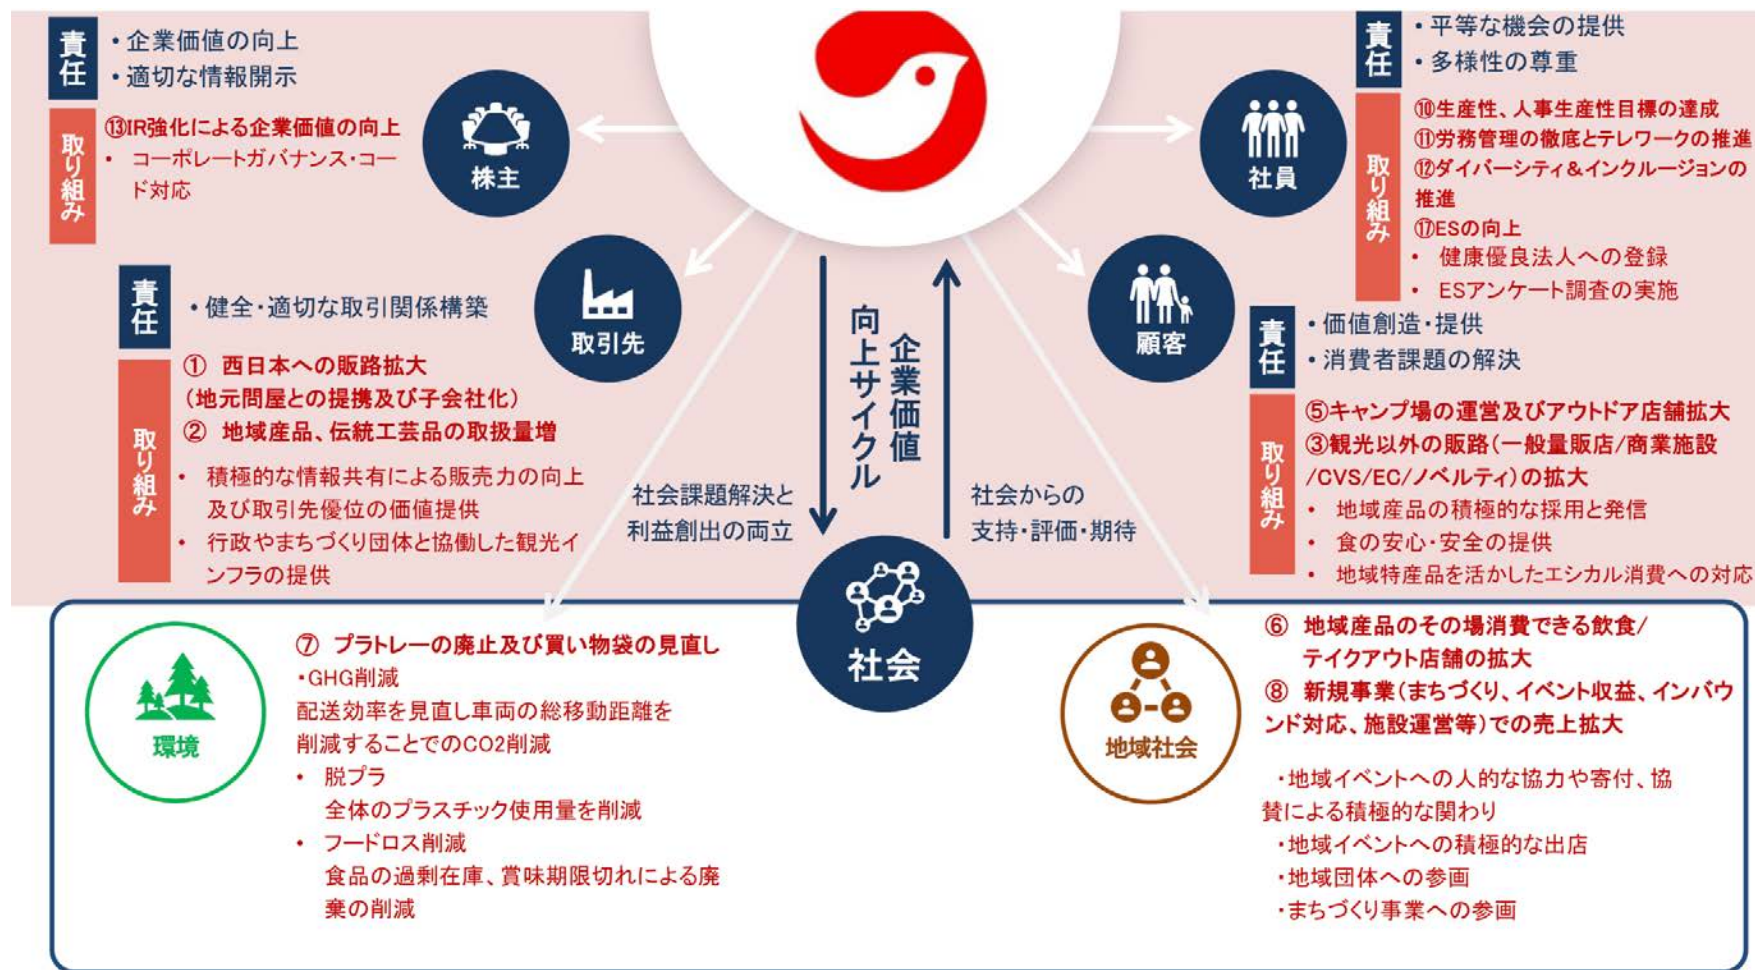 責任
・企業価値の向上
・適切な情報開示
取り組み
⑬IR強化による企業価値の向上
• コーポレートガバナンス・コー
ド対応
株主
責任
・健全・適切な取引関係構築
取り組み
① 西日本への販路拡大
(地元問屋との提携及び子会社化)
② 地域産品、伝統工芸品の取扱量増
• 積極的な情報共有による販売力の向上
及び取引先優位の価値提供
• 行政やまちづくり団体と協働した観光イ
ンフラの提供
取引先
社員
責任
・平等な機会の提供
・多様性の尊重
取り組み
⑩生産性、人事生産性目標の達成
⑪労務管理の徹底とテレワークの推進
⑫ダイバーシティ&インクルージョンの
推進
⑰ESの向上
• 健康優良法人への登録
• ESアンケート調査の実施
顧客
責任
・価値創造・提供
・消費者課題の解決
取り組み
⑤キャンプ場の運営及びアウトドア店舗拡大
③観光以外の販路(一般量販店/商業施設
/CVS/EC/ノベルティ)の拡大
• 地域産品の積極的な採用と発信
• 食の安心・安全の提供
• 地域特産品を活かしたエシカル消費への対応
企業価値
向上サイクル
社会課題解決と
利益創出の両立
社会からの
支持・評価・期待
社会
環境
⑦ プラトレーの廃止及び買い物袋の見直し
・GHG削減
配送効率を見直し車両の総移動距離を
削減することでのCO2削減
• 脱プラ
全体のプラスチック使用量を削減
• フードロス削減
食品の過剰在庫、賞味期限切れによる廃
棄の削減
地域社会
⑥ 地域産品のその場消費できる飲食/
テイクアウト店舗の拡大
⑧ 新規事業(まちづくり、イベント収益、インバウ
ンド対応、施設運営等)での売上拡大
・地域イベントへの人的な協力や寄付、協
賛による積極的な関わり
・地域イベントへの積極的な出店
・地域団体への参画
・まちづくり事業への参画